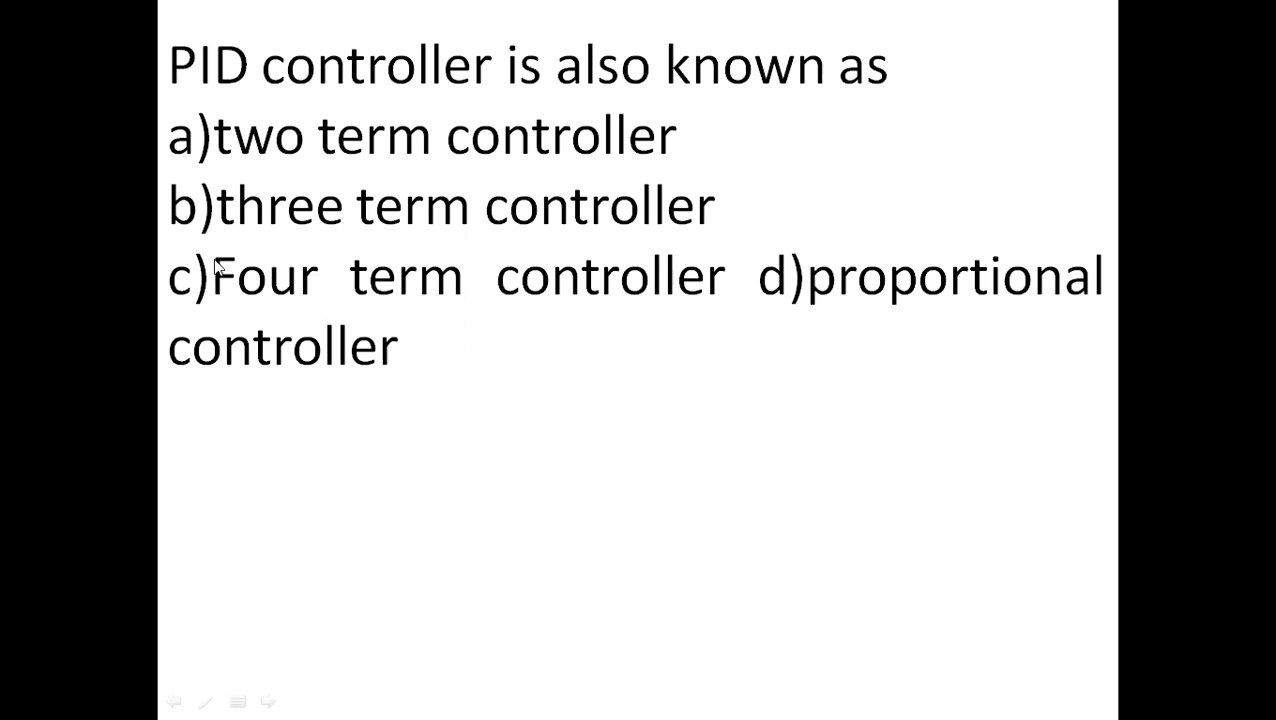 PID controller is also known as
a)two term controller
b)three term controller
c)Four term controller d)proportional
controller